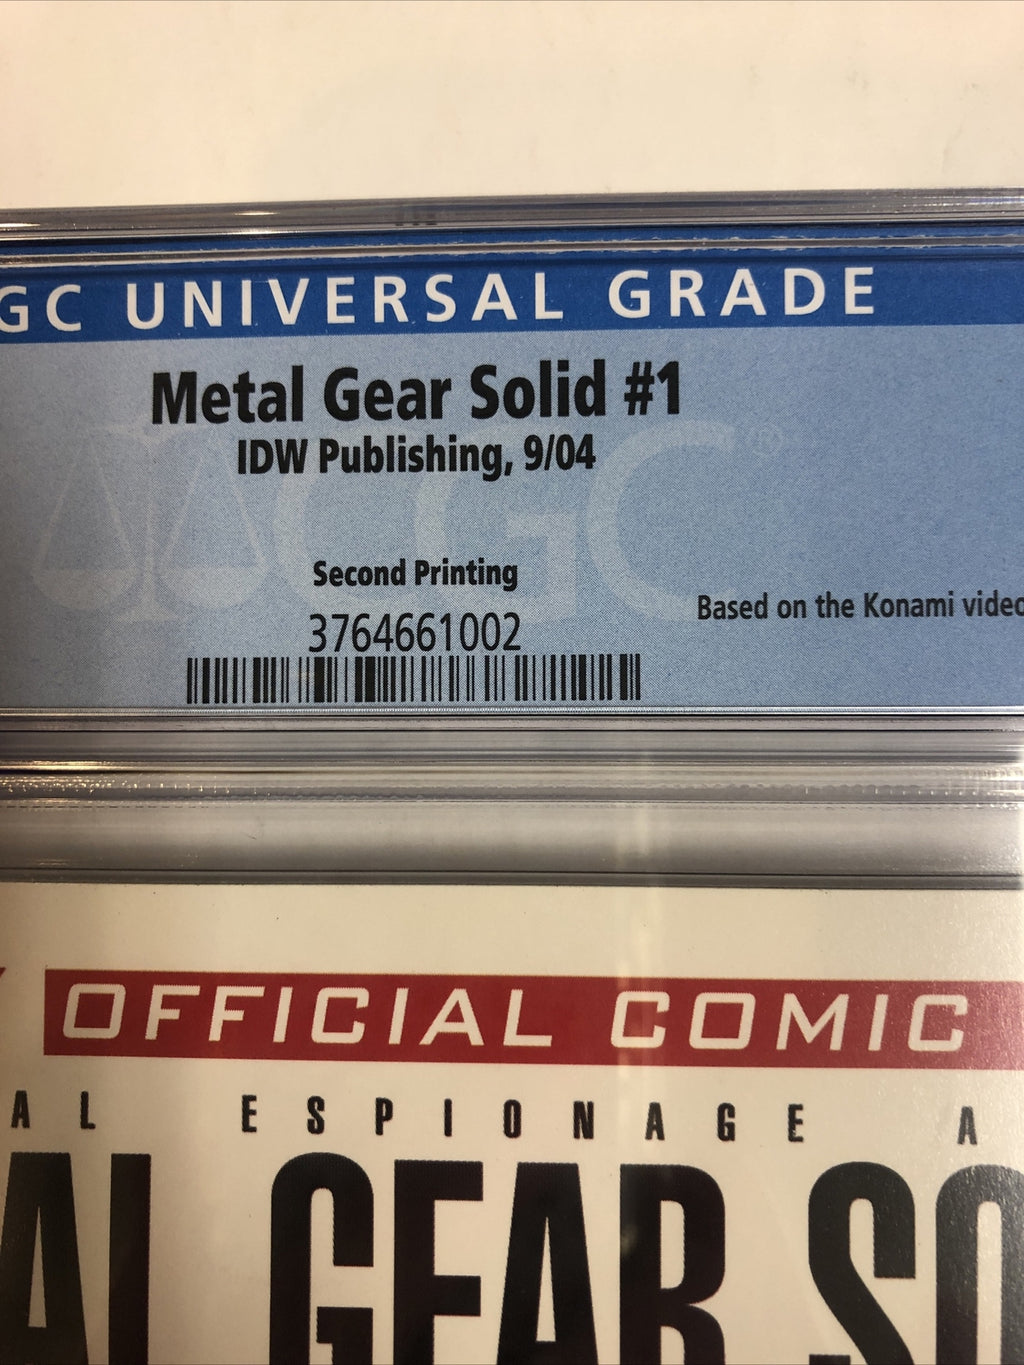 GC UNIVERSAL GRADE
Metal Gear Solid #1
IDW Publishing, 9/04
CGC ®
Second Printing
Based on the Konami video
3764661002
OFFICIAL COMIC
AL ESPIONAGE A
AL GEAR SO